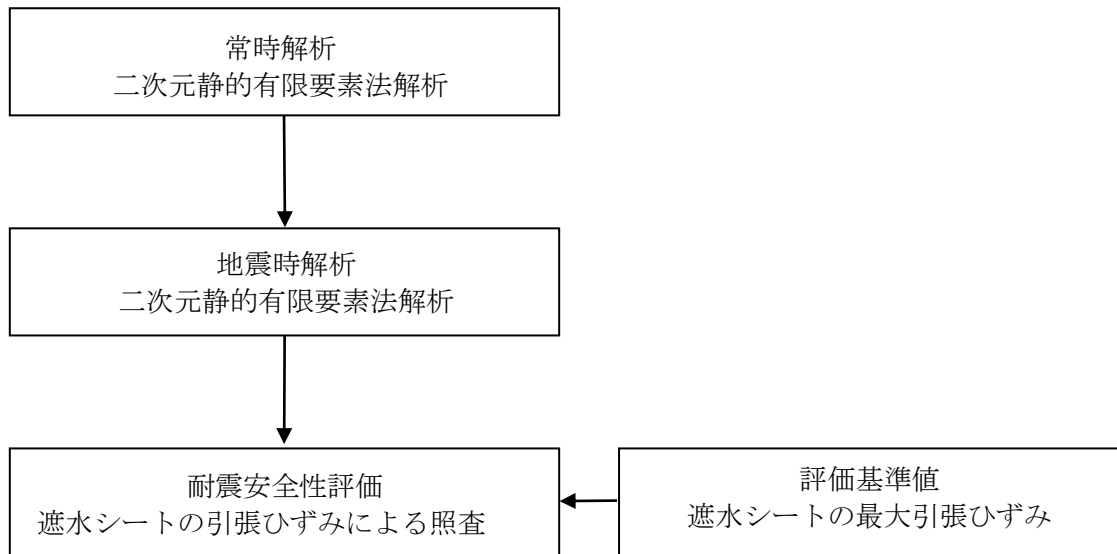 常時解析
二次元静的有限要素法解析
地震時解析
二次元静的有限要素法解析
耐震安全性評価
遮水シートの引張ひずみによる照査
評価基準値
遮水シートの最大引張ひずみ